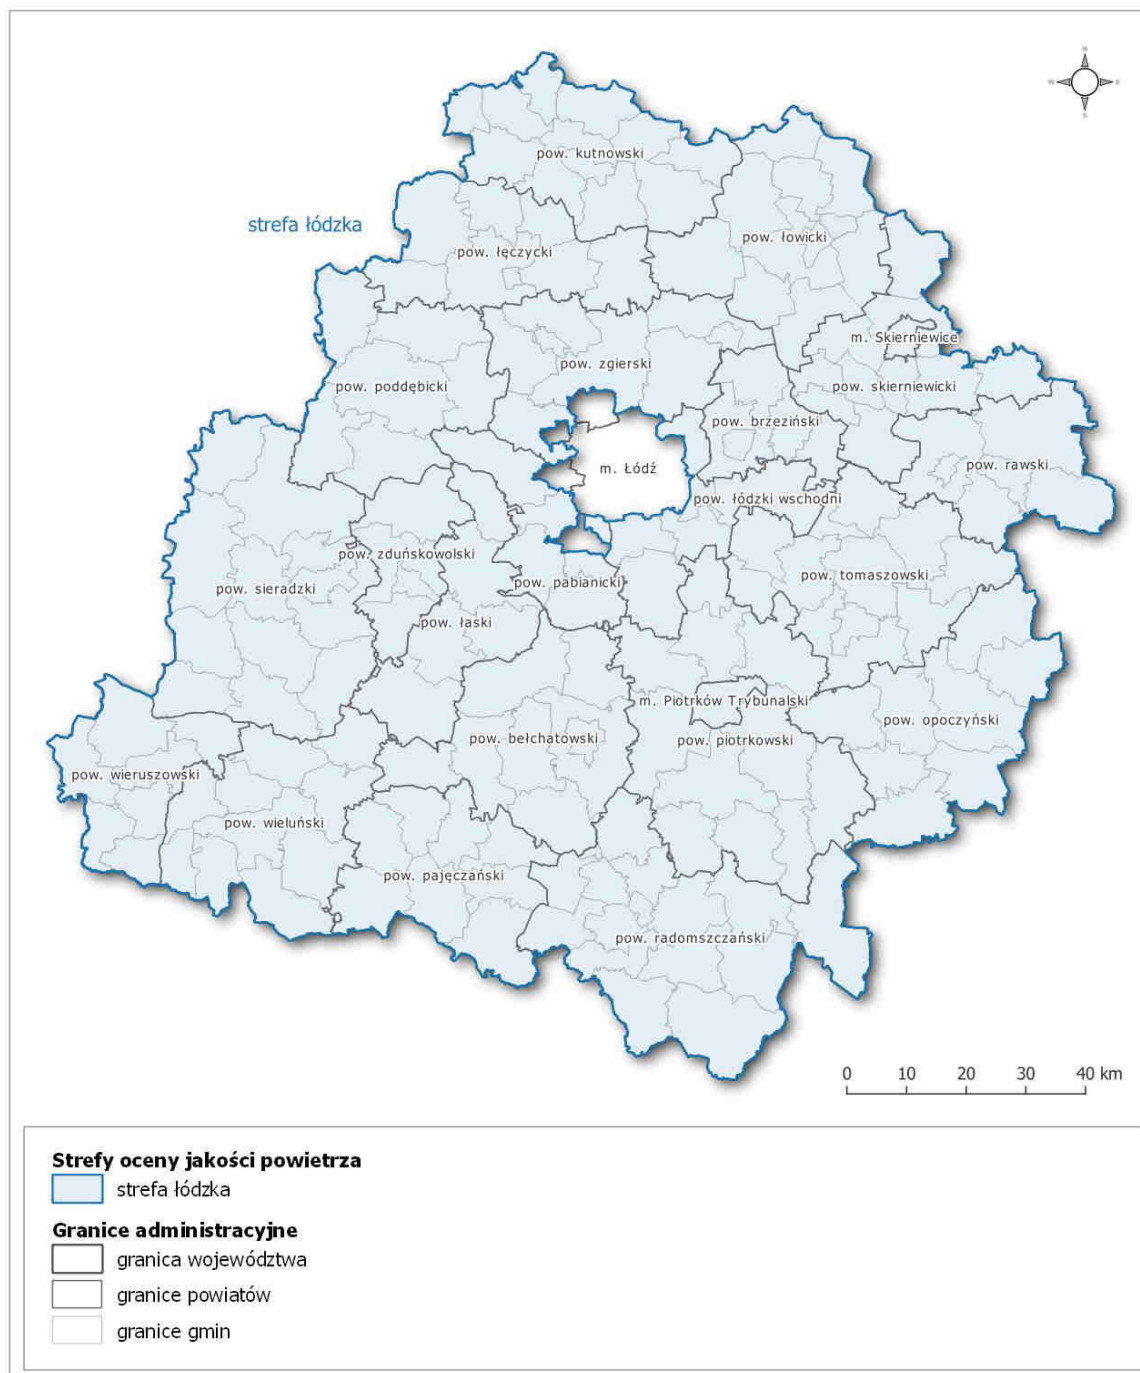 N
W E
S
pow. kutnowski
strefa łódzka
pow. łowicki
pow. łęczycki
m. Skierniewice
pow. zgierski
pow. poddębicki
pow. skierniewicki
pow. brzeziński
m. Łódź
pow. rawski
pow. łódzki wschodni
pow. zduńskowolski
pow. tomaszowski
pow. pabianicki
pow. sieradzki
pow. łaski
m. Piotrków Trybunalski
pow. opoczyński
pow. bełchatowski
pow. piotrkowski
pow. wieruszowski
pow. wieluński
pow. pajęczański
pow. radomszczański
0 10 20 30 40 km
Strefy oceny jakości powietrza
strefa łódzka
Granice administracyjne
granica województwa
granice powiatów
granice gmin